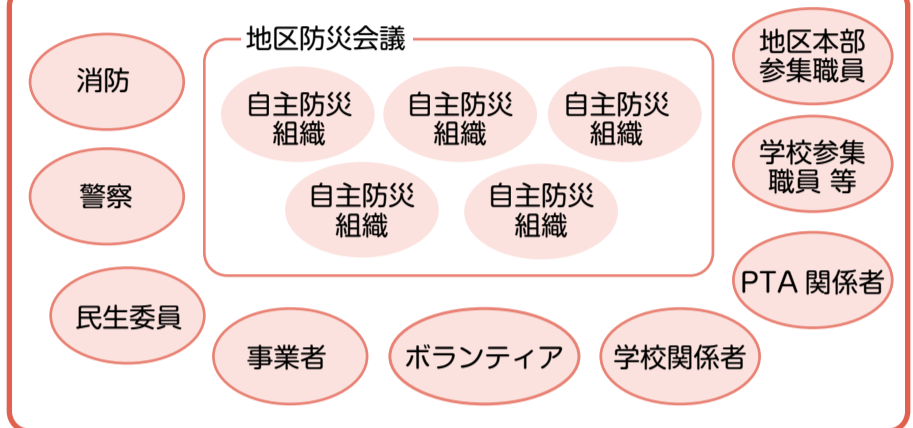 地区防災会議
自主防災
組織
自主防災
組織
自主防災
組織
自主防災
組織
自主防災
組織
消防
警察
民生委員
事業者
ボランティア
学校関係者
PTA 関係者
学校参集
職員 等
地区本部
参集職員